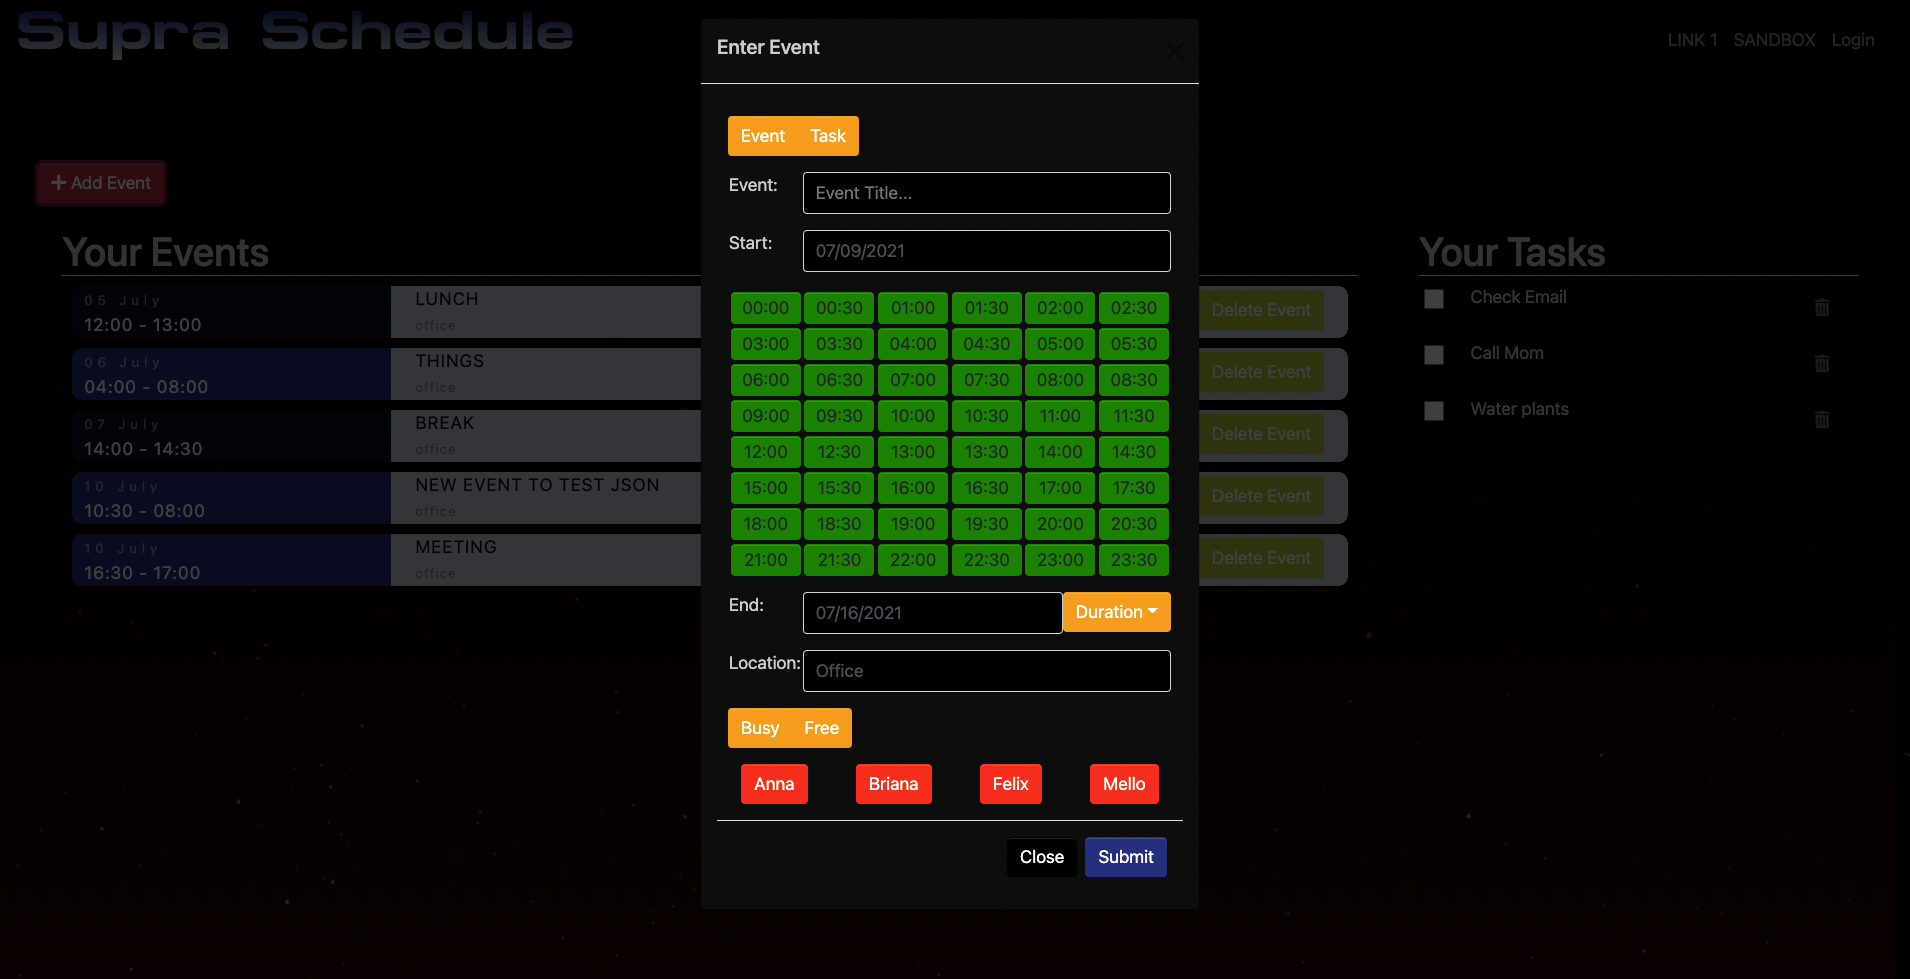 Supra Schedule
LINK 1 SANDBOX Login
Enter Event
Event Task
+ Add Event
Event: Event Title...
Start: 07/09/2021
Your Events
05 July
12:00 - 13:00
LUNCH
office
Delete Event
06 July
04:00 - 08:00
THINGS
office
Delete Event
07 July
14:00 - 14:30
BREAK
office
Delete Event
10 July
10:30 - 08:00
NEW EVENT TO TEST JSON
office
Delete Event
10 July
16:30 - 17:00
MEETING
office
Delete Event
00:00 00:30 01:00 01:30 02:00 02:30
03:00 03:30 04:00 04:30 05:00 05:30
06:00 06:30 07:00 07:30 08:00 08:30
09:00 09:30 10:00 10:30 11:00 11:30
12:00 12:30 13:00 13:30 14:00 14:30
15:00 15:30 16:00 16:30 17:00 17:30
18:00 18:30 19:00 19:30 20:00 20:30
21:00 21:30 22:00 22:30 23:00 23:30
End: 07/16/2021 Duration
Location: Office
Busy Free
Anna Briana Felix Mello
Close Submit
Your Tasks
Check Email
Call Mom
Water plants